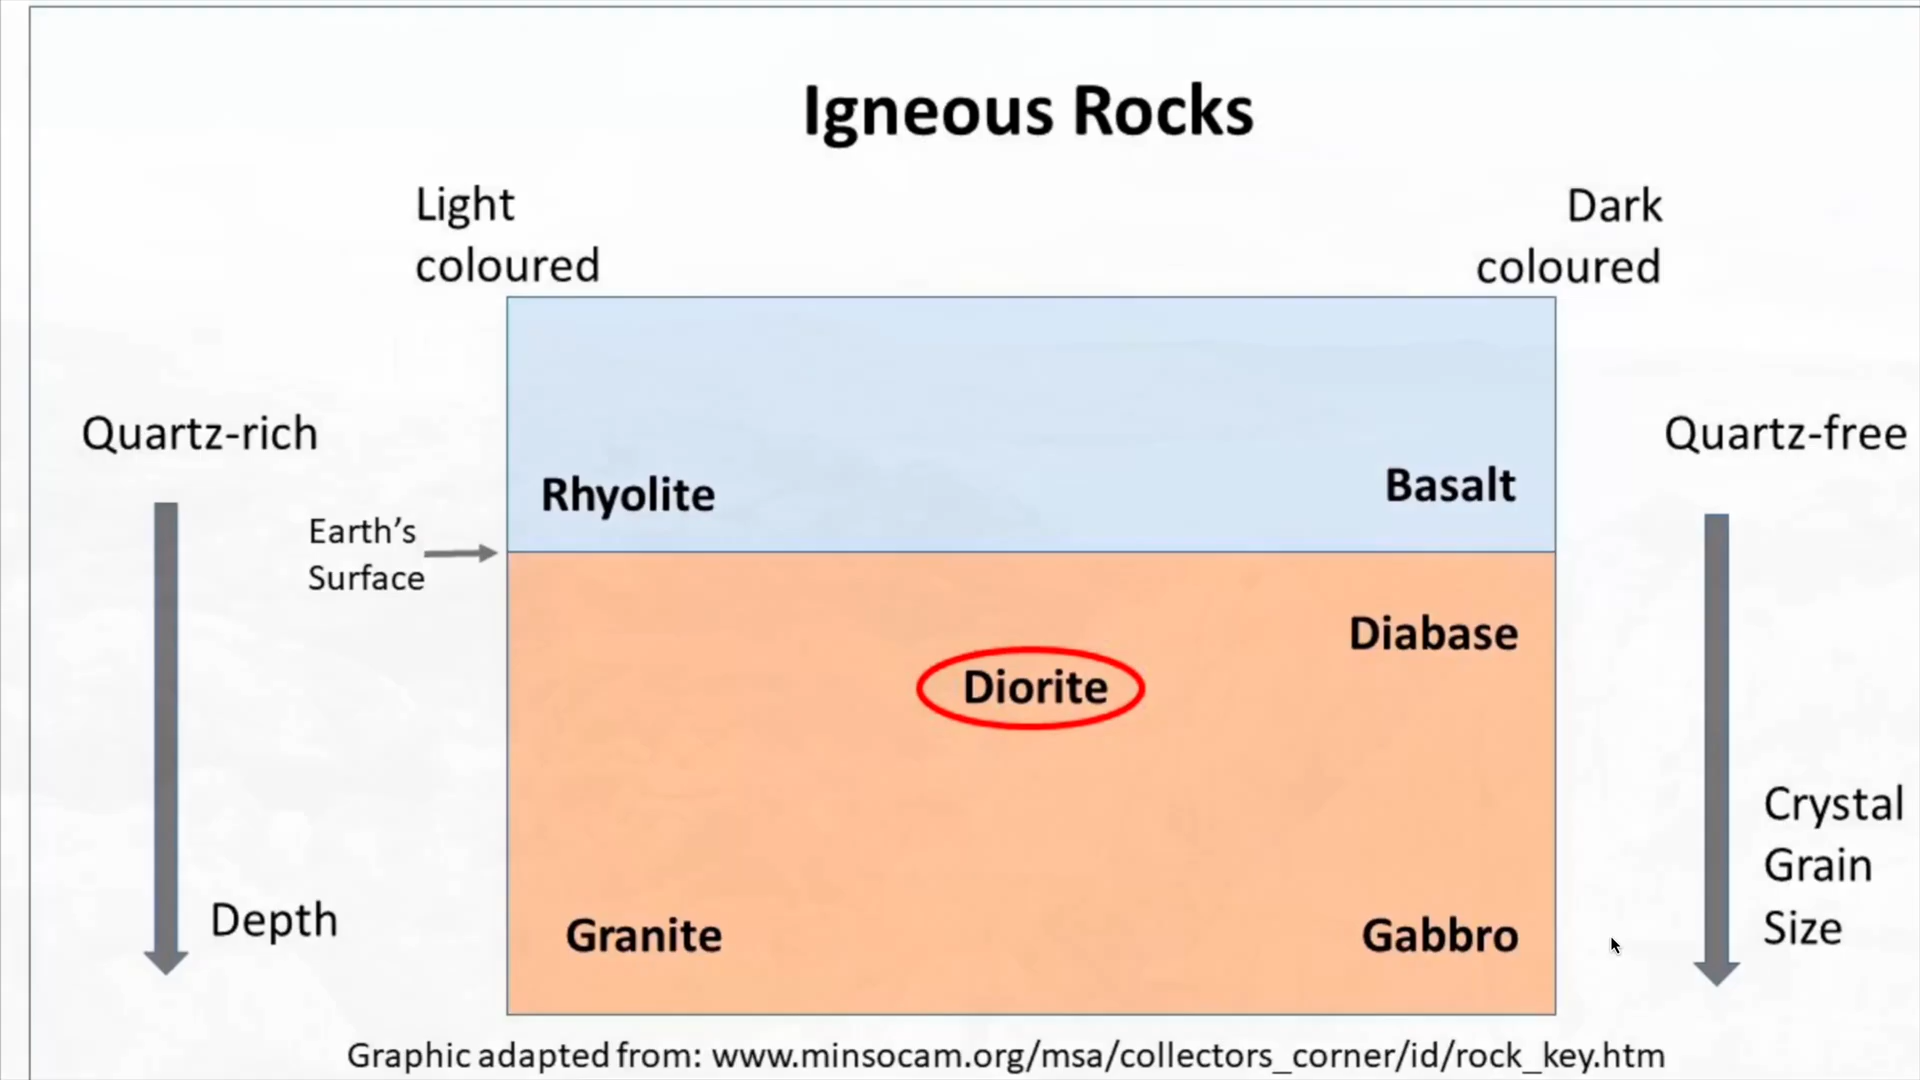 Igneous Rocks
Light
coloured
Dark
coloured
Quartz-rich
Quartz-free
Rhyolite
Basalt
Earth’s
Surface
Diabase
Diorite
Crystal
Grain
Size
Depth
Granite
Gabbro
Graphic adapted from: www.minsocam.org/msa/collectors_corner/id/rock_key.htm